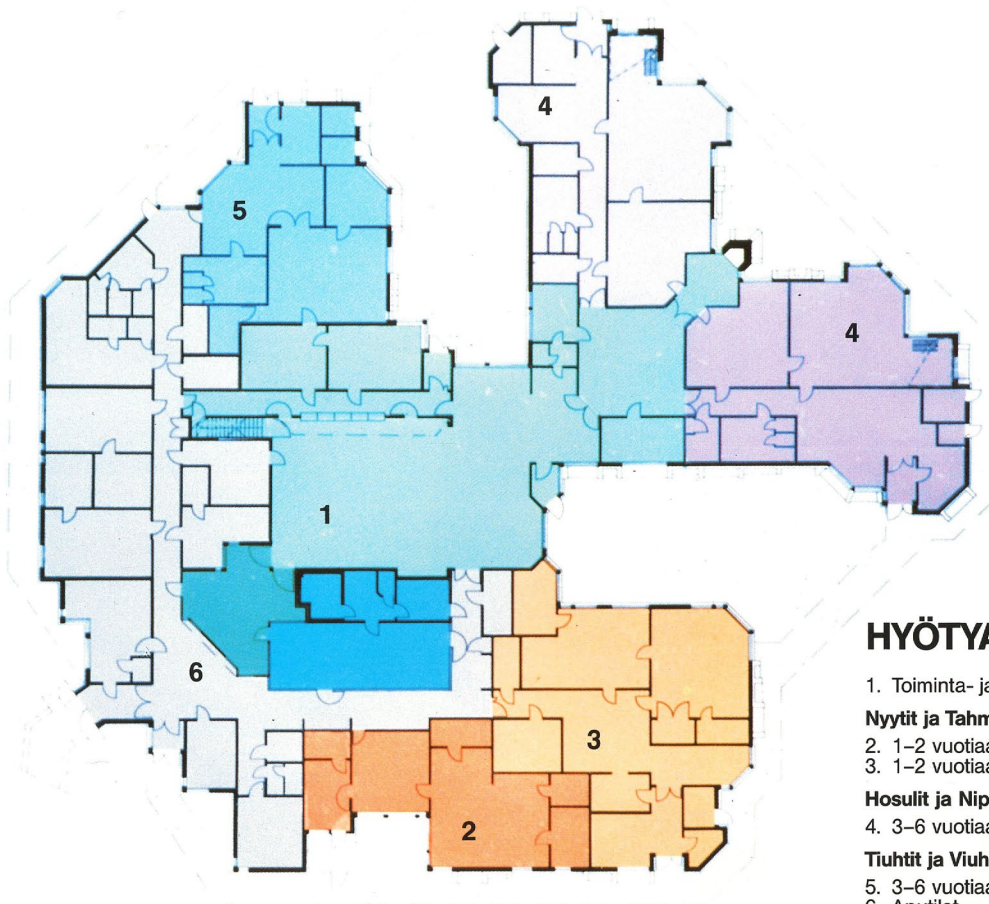 4
5
4
1
6
3
2
HYÖTYA
1. Toiminta- ja
Nyytit ja Tahm
2. 1–2 vuotiaa
3. 1–2 vuotiaa
Hosulit ja Nip
4. 3–6 vuotiaa
Tiuhtit ja Viuh
5. 3–6 vuotiaa
6.